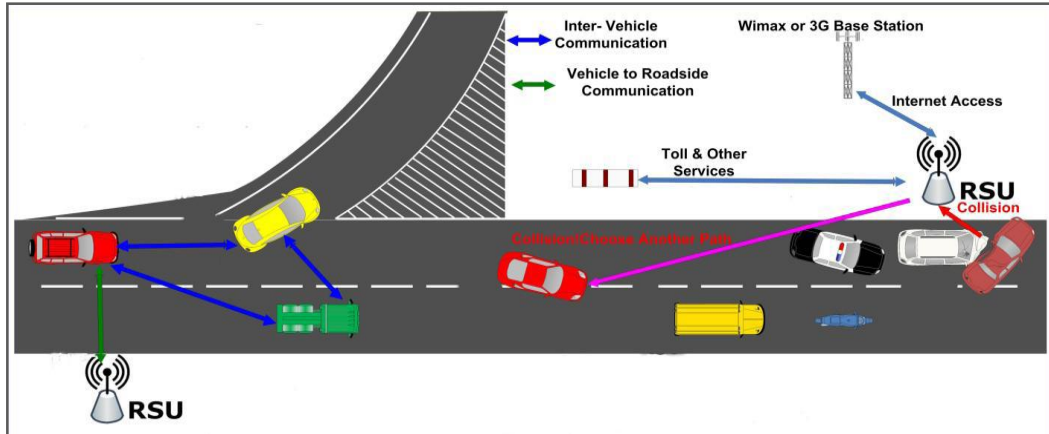 Inter- Vehicle
Communication
Vehicle to Roadside
Communication
Wimax or 3G Base Station
Internet Access
Toll & Other
Services
RSU
Collision
Collision!Choose Another Path
RSU